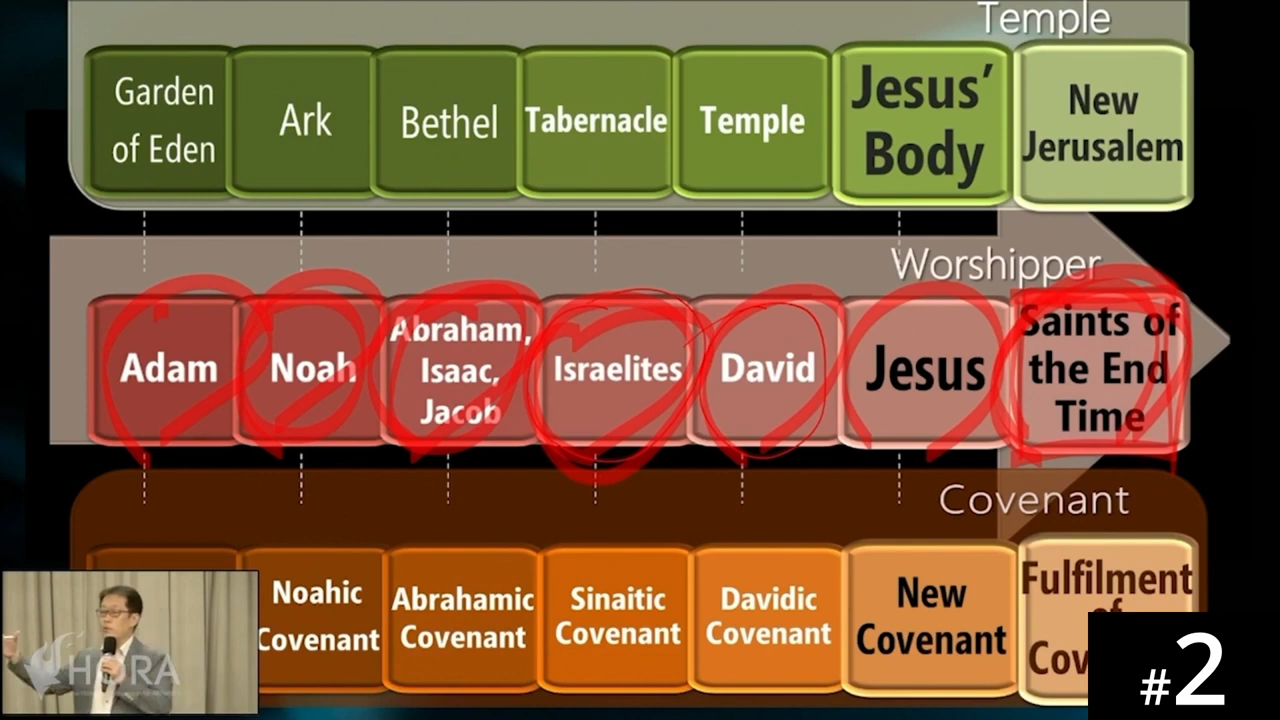 Temple
Garden
of Eden
Ark
Bethel
Tabernacle
Temple
Jesus’
Body
New
Jerusalem
Worshipper
Adam
Noah
Abraham,
Isaac,
Jacob
Israelites
David
Jesus
Saints of
the End
Time
Covenant
Noahic
Covenant
Abrahamic
Covenant
Sinaitic
Covenant
Davidic
Covenant
New
Covenant
Fulfilment
of
HORA
#2